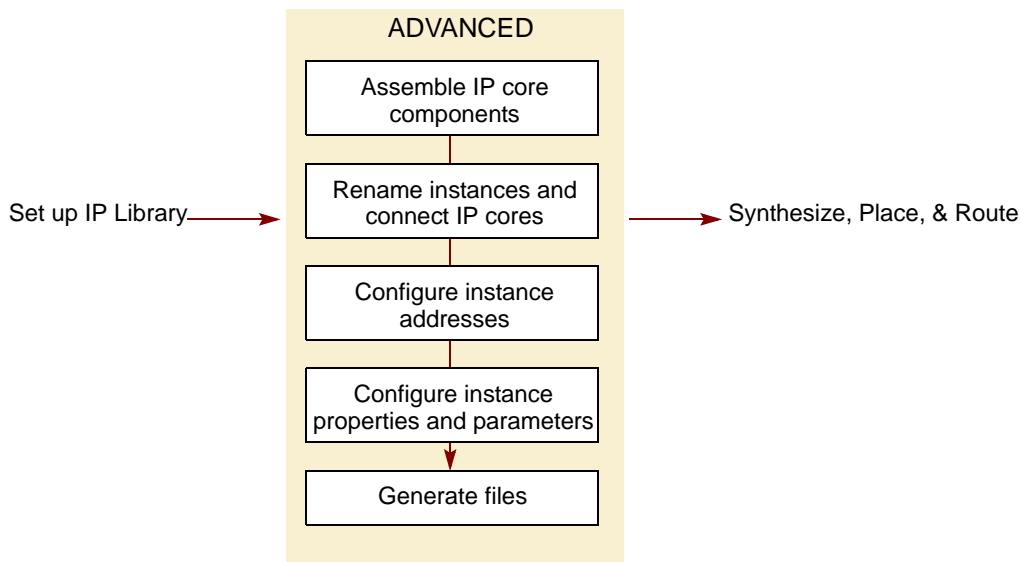 ADVANCED
Assemble IP core
components
Rename instances and
connect IP cores
Set up IP Library
Synthesize, Place, & Route
Configure instance
addresses
Configure instance
properties and parameters
Generate files